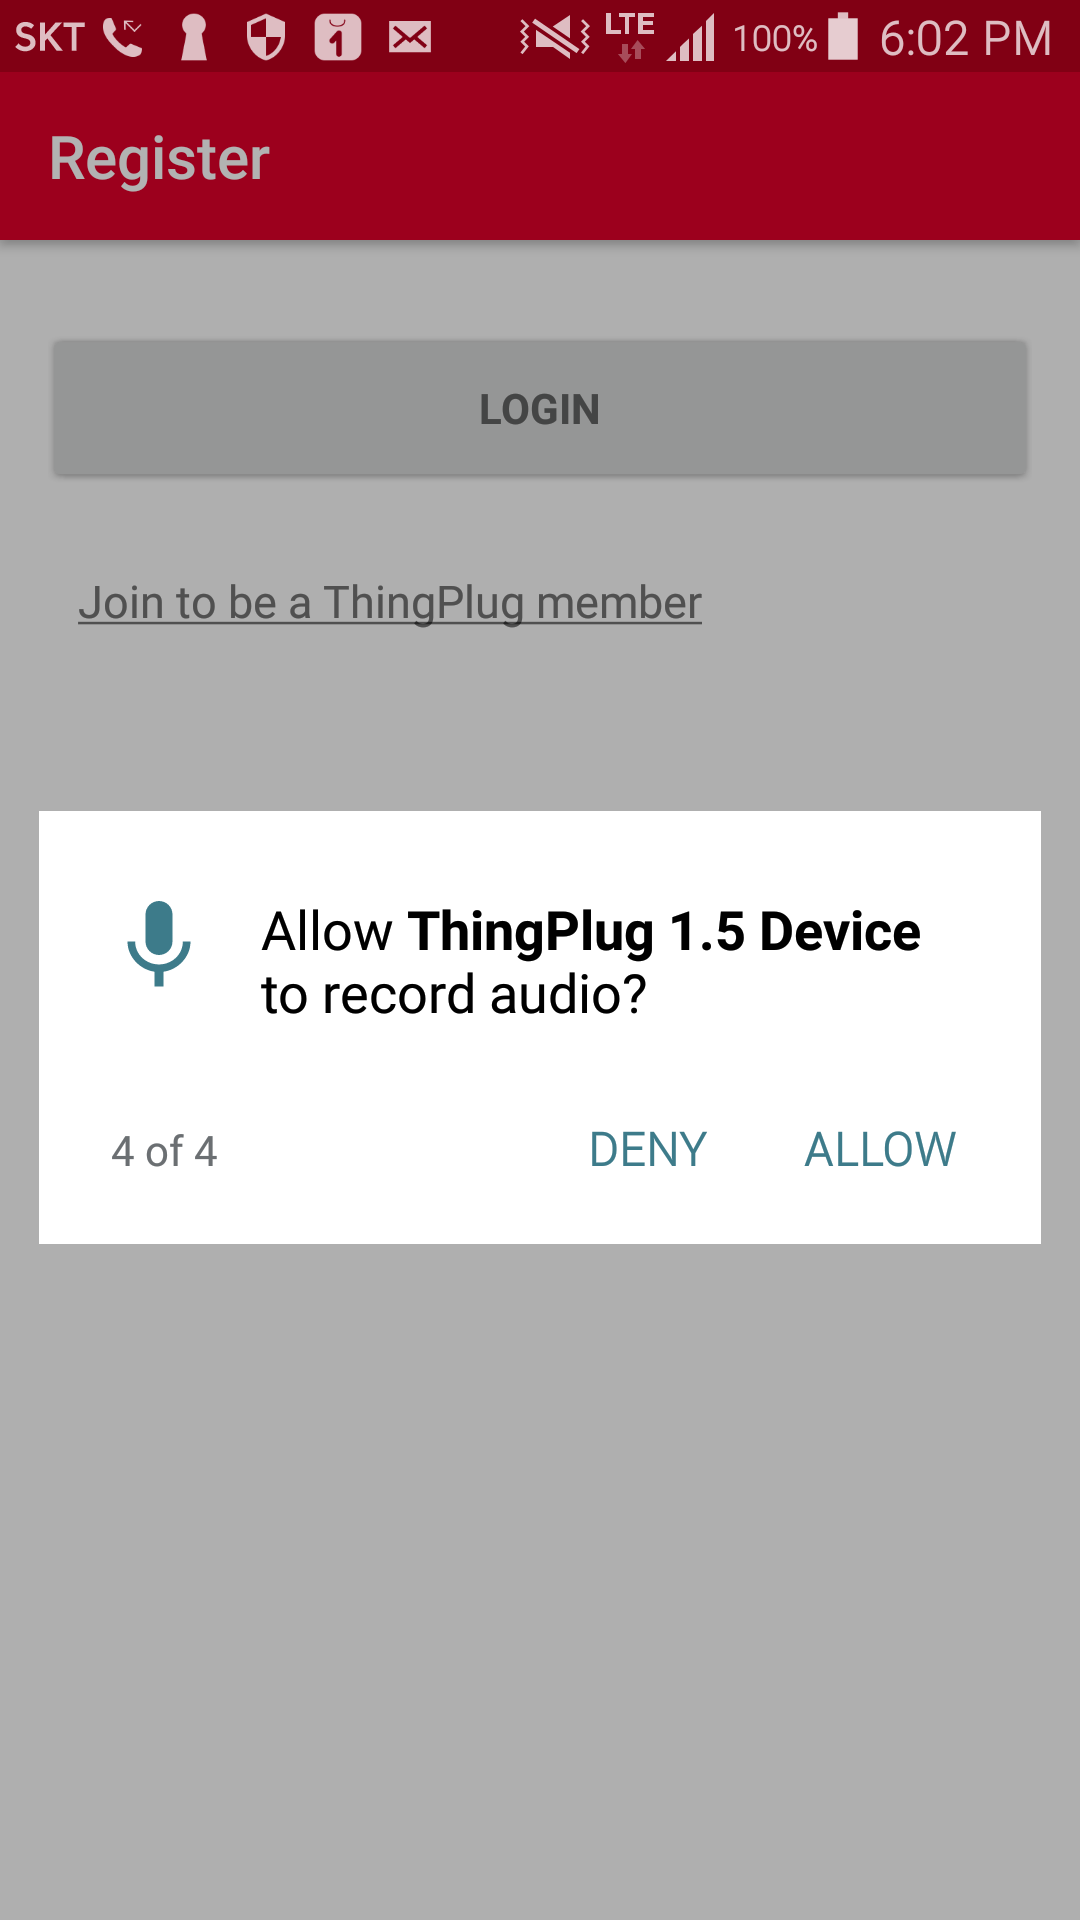 SKT 1 LTE 100% 6:02 PM
Register
LOGIN
Join to be a ThingPlug member
Allow ThingPlug 1.5 Device
to record audio?
4 of 4 DENY ALLOW